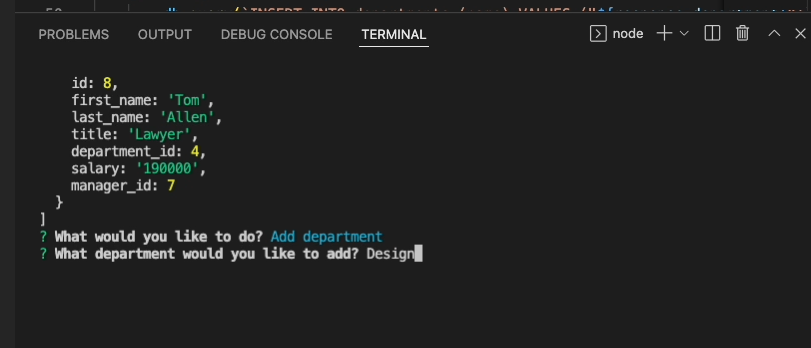 PROBLEMS OUTPUT DEBUG CONSOLE TERMINAL node
id: 8,
first_name: 'Tom',
last_name: 'Allen',
title: 'Lawyer',
department_id: 4,
salary: '190000',
manager_id: 7
}
]
? What would you like to do? Add department
? What department would you like to add? Design